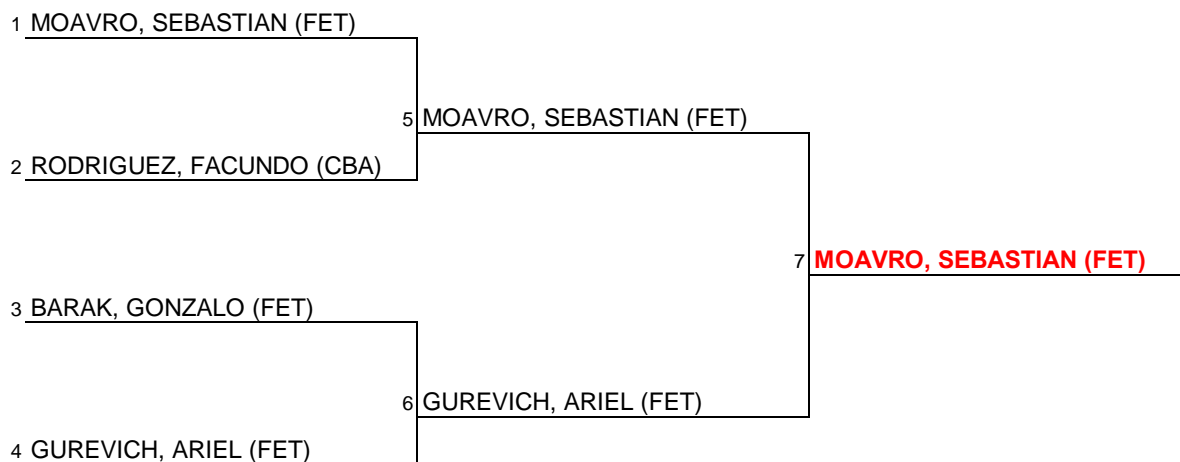 1 MOAVRO, SEBASTIAN (FET)
5 MOAVRO, SEBASTIAN (FET)
2 RODRIGUEZ, FACUNDO (CBA)
7 MOAVRO, SEBASTIAN (FET)
3 BARAK, GONZALO (FET)
6 GUREVICH, ARIEL (FET)
4 GUREVICH, ARIEL (FET)